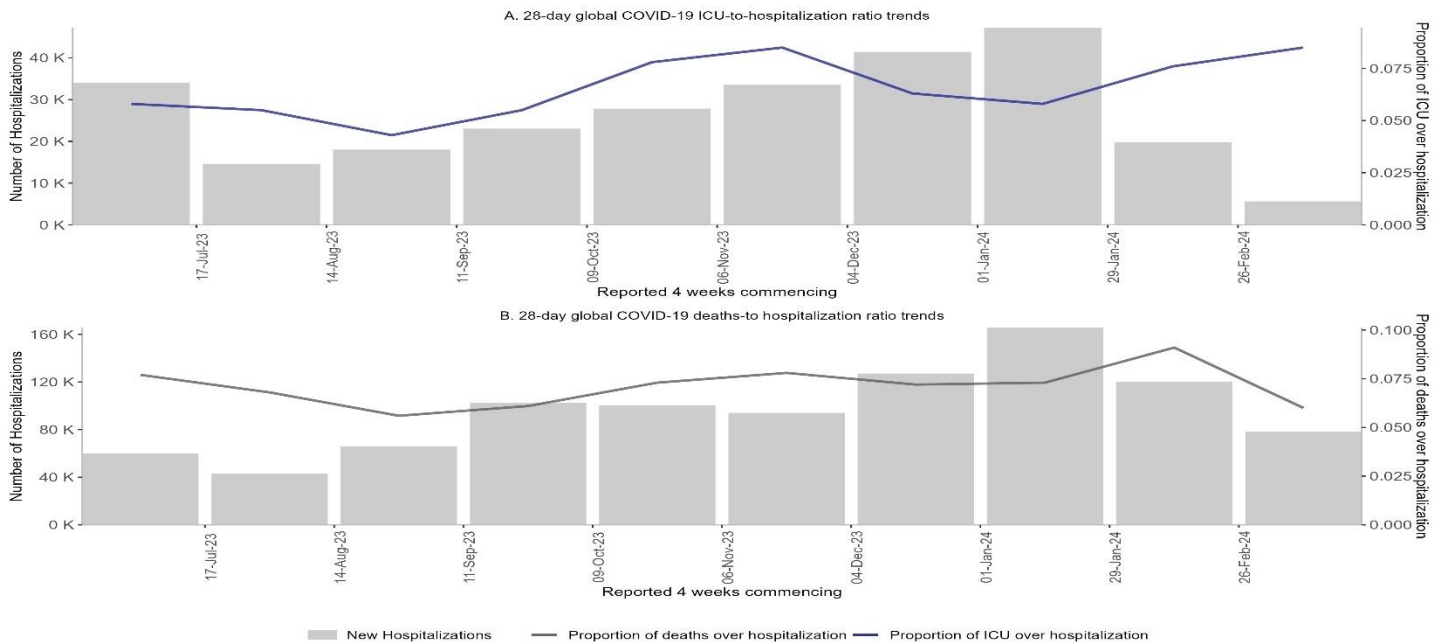 A. 28-day global COVID-19 ICU-to-hospitalization ratio trends
Number of Hospitalizations
40 K
30 K
20 K
10 K
0 K
Proportion of ICU over hospitalization
0.075
0.050
0.025
0.000
17-Jul-23
14-Aug-23
11-Sep-23
09-Oct-23
06-Nov-23
04-Dec-23
01-Jan-24
29-Jan-24
26-Feb-24
Reported 4 weeks commencing
B. 28-day global COVID-19 deaths-to hospitalization ratio trends
Number of Hospitalizations
160 K
120 K
80 K
40 K
0 K
Proportion of deaths over hospitalization
0.100
0.075
0.050
0.025
0.000
17-Jul-23
14-Aug-23
11-Sep-23
09-Oct-23
06-Nov-23
04-Dec-23
01-Jan-24
29-Jan-24
26-Feb-24
Reported 4 weeks commencing
New Hospitalizations
Proportion of deaths over hospitalization
Proportion of ICU over hospitalization